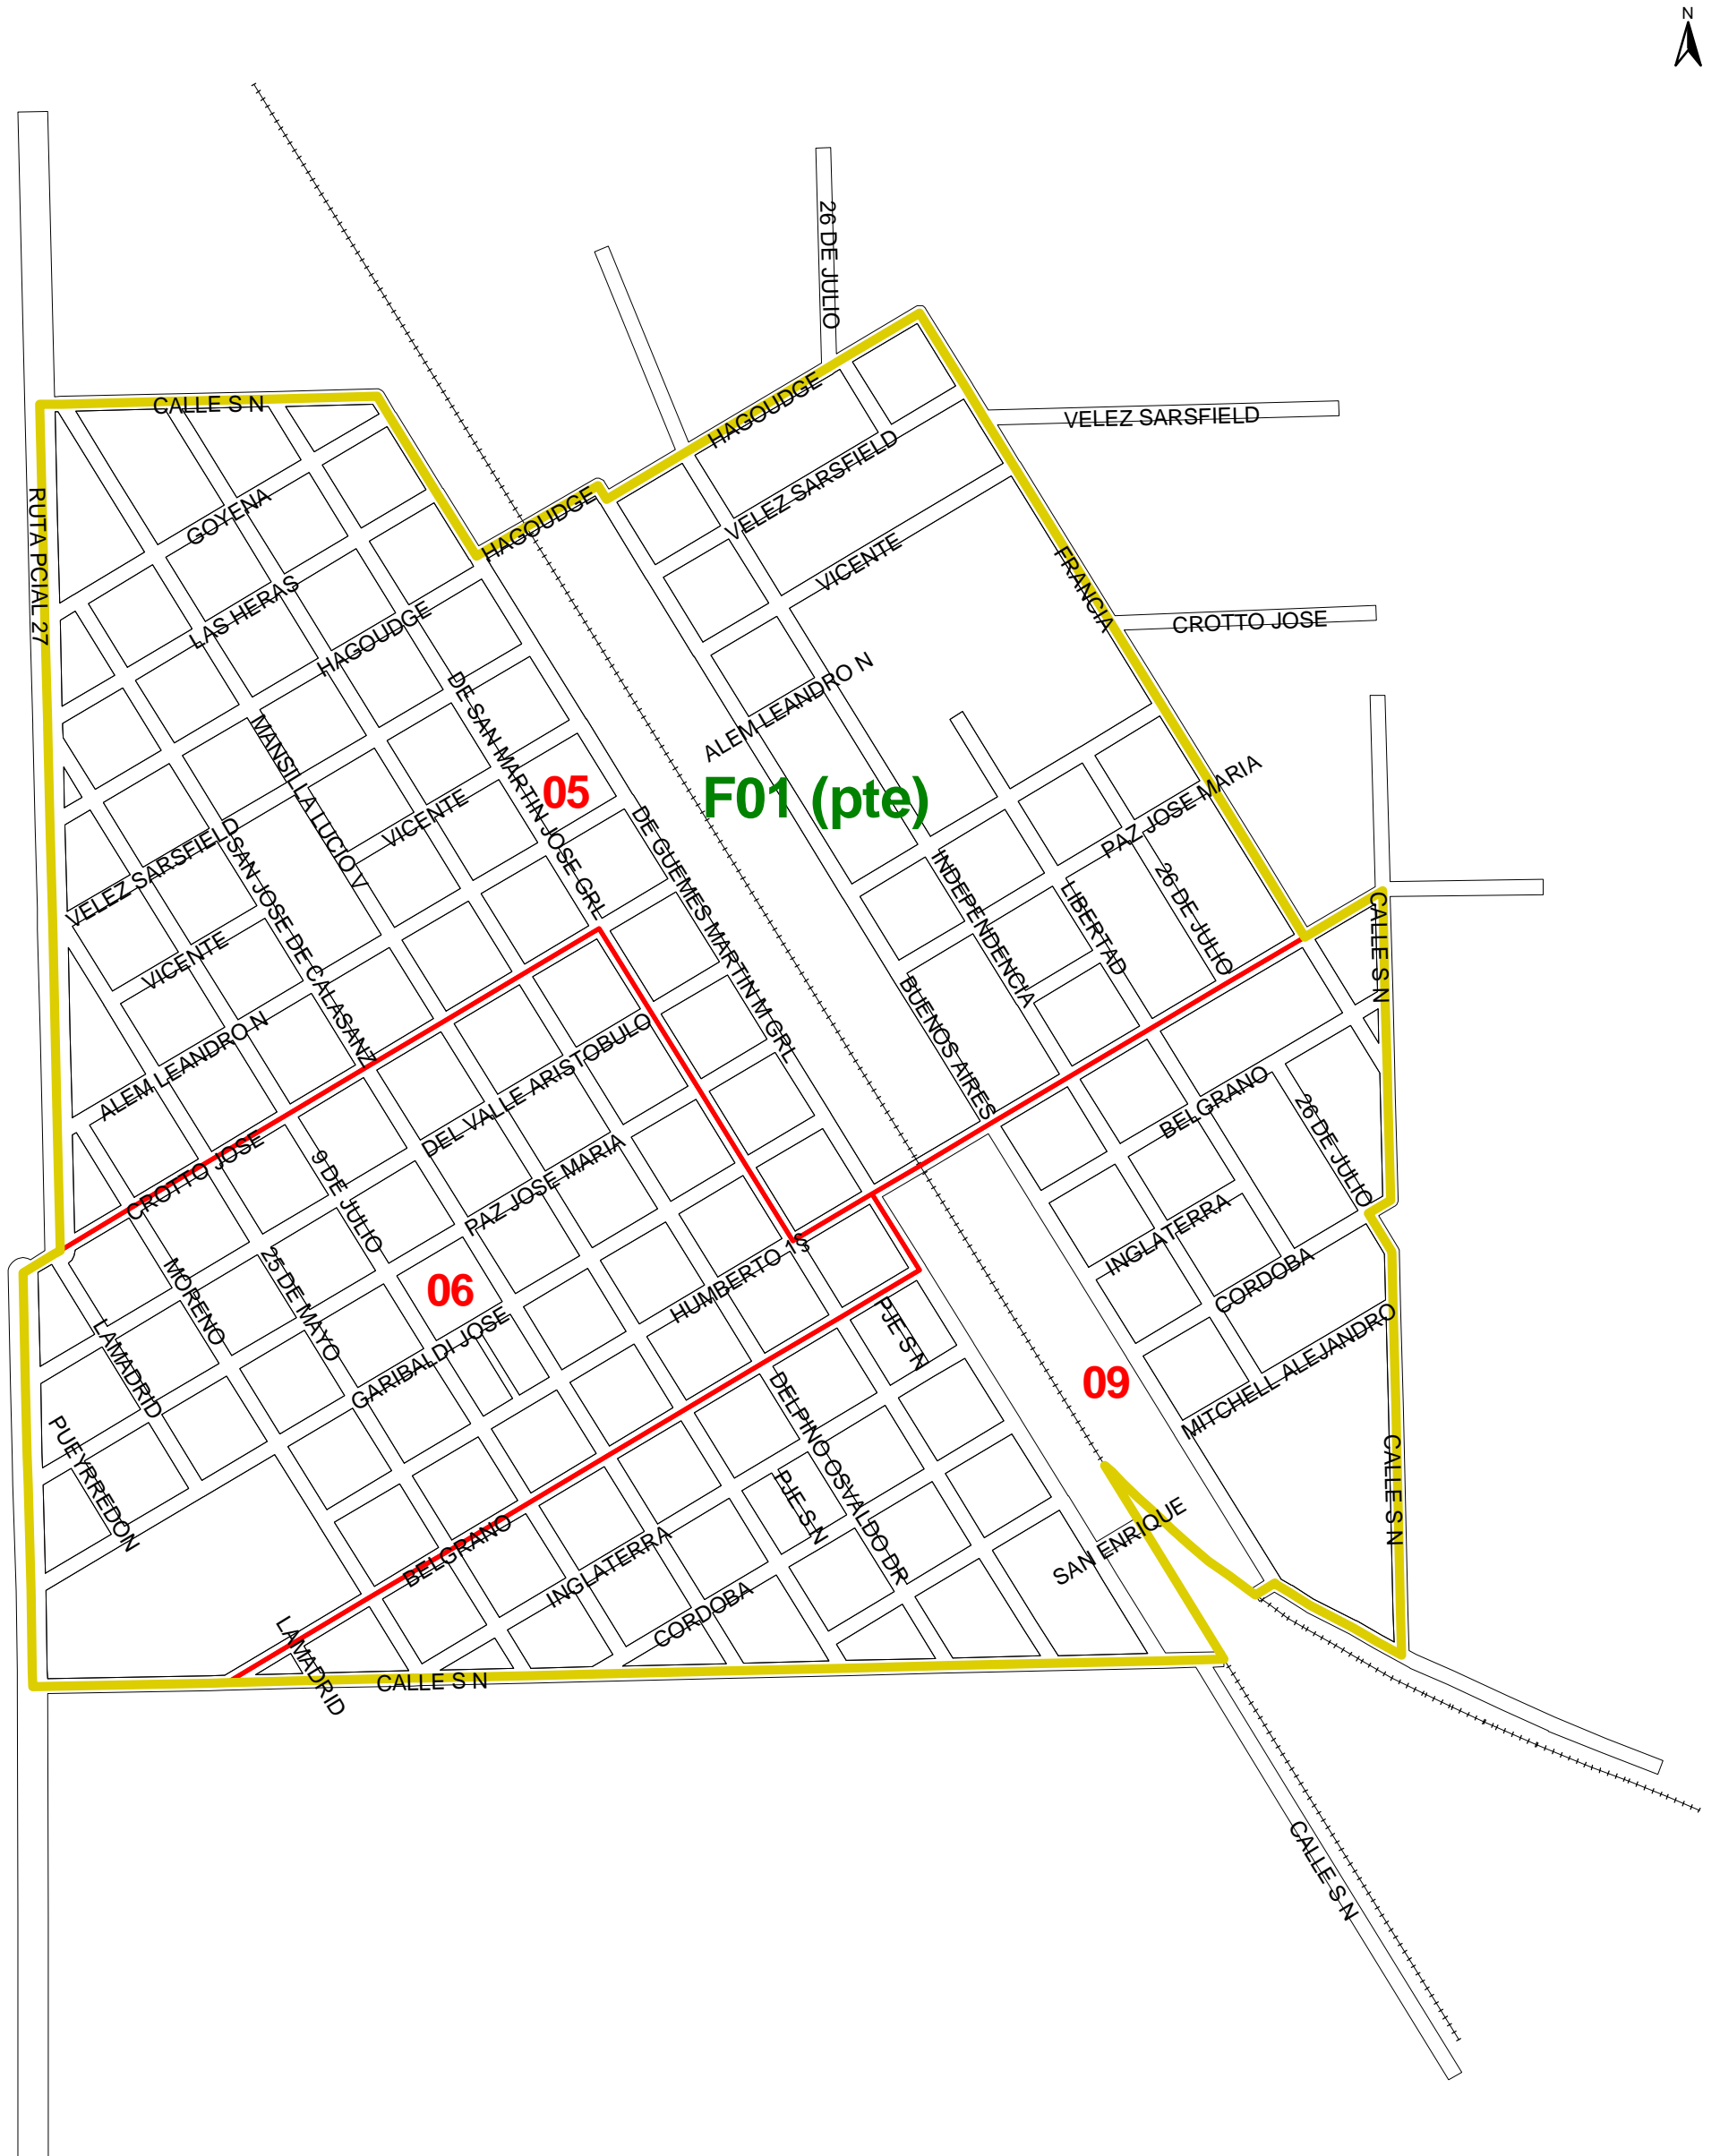 N
26 DE JULIO
HAGOUDGE
CALLE S N
VELEZ SARSFIELD
VELEZ SARSFIELD
RUTA PCIAL 27
GOYENA
HAGOUDGE
VICENTE
FRANCIA
LAS HERAS
HAGOUDGE
CROTTO JOSE
ALEM LEANDRO N
DE SAN MARTIN JOSE GRL
MANSILLA LUCIO V
05
F01 (pte)
VICENTE
PAZ JOSE MARIA
VELEZ SARSFIELD
SAN JOSE DE CALASANZ
DE GUEMES MARTIN M GRL
INDEPENDENCIA
LIBERTAD
26 DE JULIO
CALLE S N
VICENTE
BUENOS AIRES
ALEM LEANDRO N
DEL VALLE ARISTOBULO
BELGRANO
26 DE JULIO
CROTTO JOSE
9 DE JULIO
PAZ JOSE MARIA
INGLATERRA
HUMBERTO 1§
CORDOBA
MORENO
25 DE MAYO
06
PJE S N
LAMADRID
GARIBALDI JOSE
MITCHELL ALEJANDRO
09
DELPINO OSVALDO DR
PUEYRREDON
PJE S N
CALLE S N
BELGRANO
INGLATERRA
SAN ENRIQUE
CORDOBA
LAMADRID
CALLE S N
CALLE S N